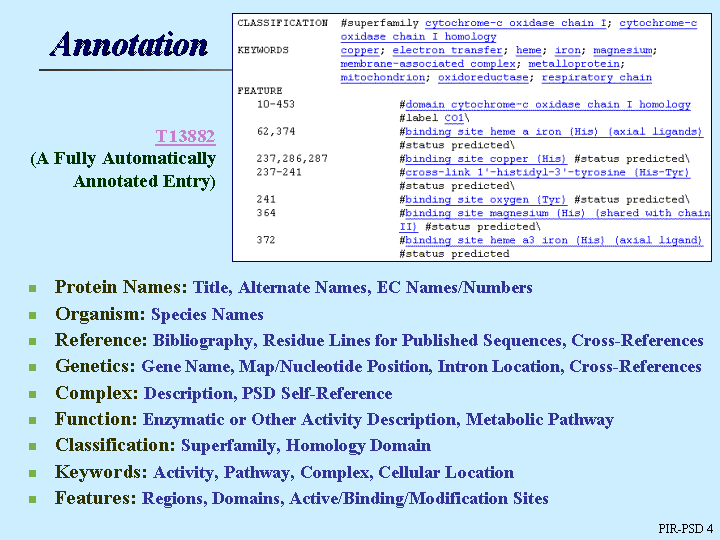 Annotation
T13882
(A Fully Automatically
Annotated Entry)
CLASSIFICATION #superfamily cytochrome-c oxidase chain I; cytochrome-c
oxidase chain I homology
KEYWORDS copper; electron transfer; heme; iron; magnesium;
membrane-associated complex; metalloprotein;
mitochondrion; oxidoreductase; respiratory chain
FEATURE
10-453 #domain cytochrome-c oxidase chain I homology
#label CO1\
62,374 #binding site heme a iron (His) (axial ligands)
#status predicted\
237,286,287 #binding site copper (His) #status predicted\
237-241 #cross-link 1'-histidyl-3'-tyrosine (His-Tyr)
#status predicted\
241 #binding site oxygen (Tyr) #status predicted\
364 #binding site magnesium (His) (shared with chain
II) #status predicted\
372 #binding site heme a3 iron (His) (axial ligand)
#status predicted
Protein Names: Title, Alternate Names, EC Names/Numbers
Organism: Species Names
Reference: Bibliography, Residue Lines for Published Sequences, Cross-References
Genetics: Gene Name, Map/Nucleotide Position, Intron Location, Cross-References
Complex: Description, PSD Self-Reference
Function: Enzymatic or Other Activity Description, Metabolic Pathway
Classification: Superfamily, Homology Domain
Keywords: Activity, Pathway, Complex, Cellular Location
Features: Regions, Domains, Active/Binding/Modification Sites
PIR-PSD 4